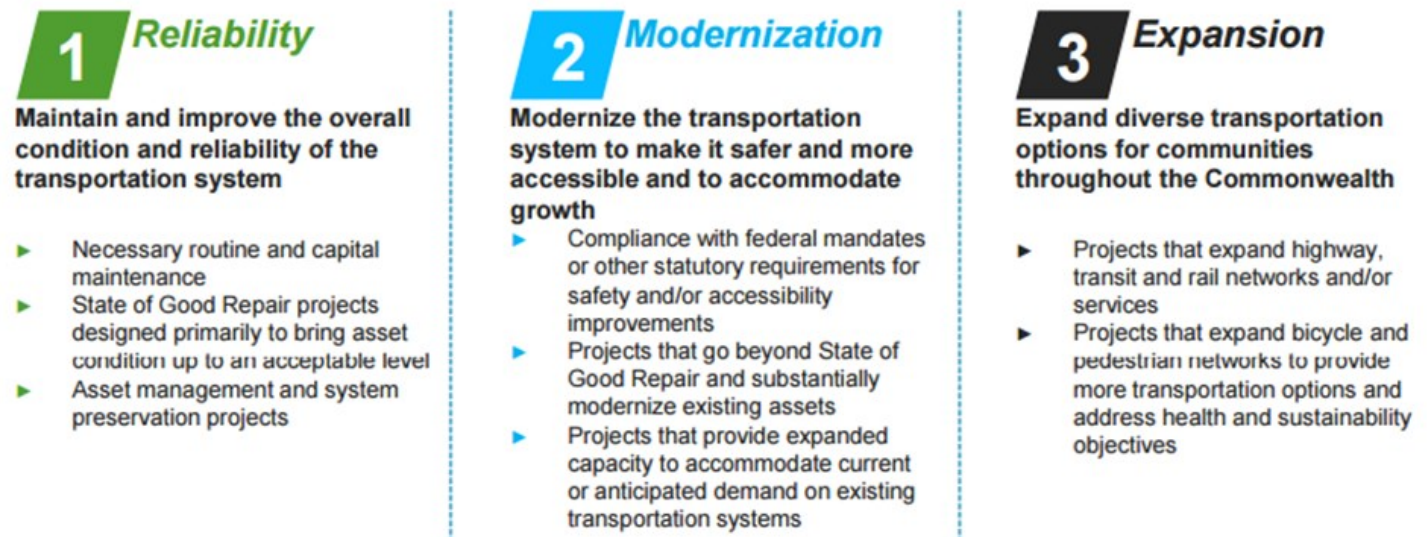 1 Reliability
Maintain and improve the overall
condition and reliability of the
transportation system
► Necessary routine and capital
maintenance
► State of Good Repair projects
designed primarily to bring asset
condition up to an acceptable level
► Asset management and system
preservation projects
2 Modernization
Modernize the transportation
system to make it safer and more
accessible and to accommodate
growth
► Compliance with federal mandates
or other statutory requirements for
safety and/or accessibility
improvements
► Projects that go beyond State of
Good Repair and substantially
modernize existing assets
► Projects that provide expanded
capacity to accommodate current
or anticipated demand on existing
transportation systems
3 Expansion
Expand diverse transportation
options for communities
throughout the Commonwealth
► Projects that expand highway,
transit and rail networks and/or
services
► Projects that expand bicycle and
pedestrian networks to provide
more transportation options and
address health and sustainability
objectives